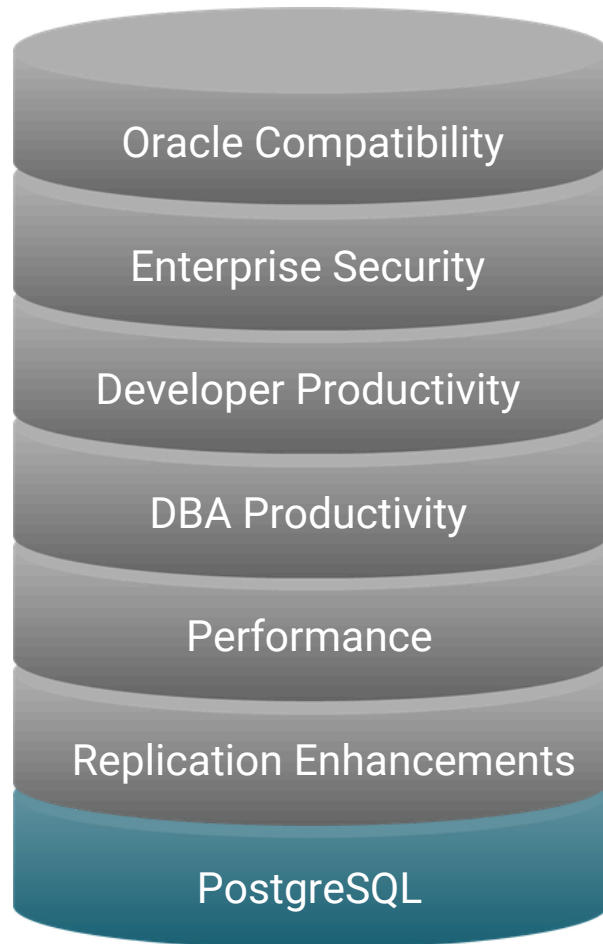 Oracle Compatibility
Enterprise Security
Developer Productivity
DBA Productivity
Performance
Replication Enhancements
PostgreSQL